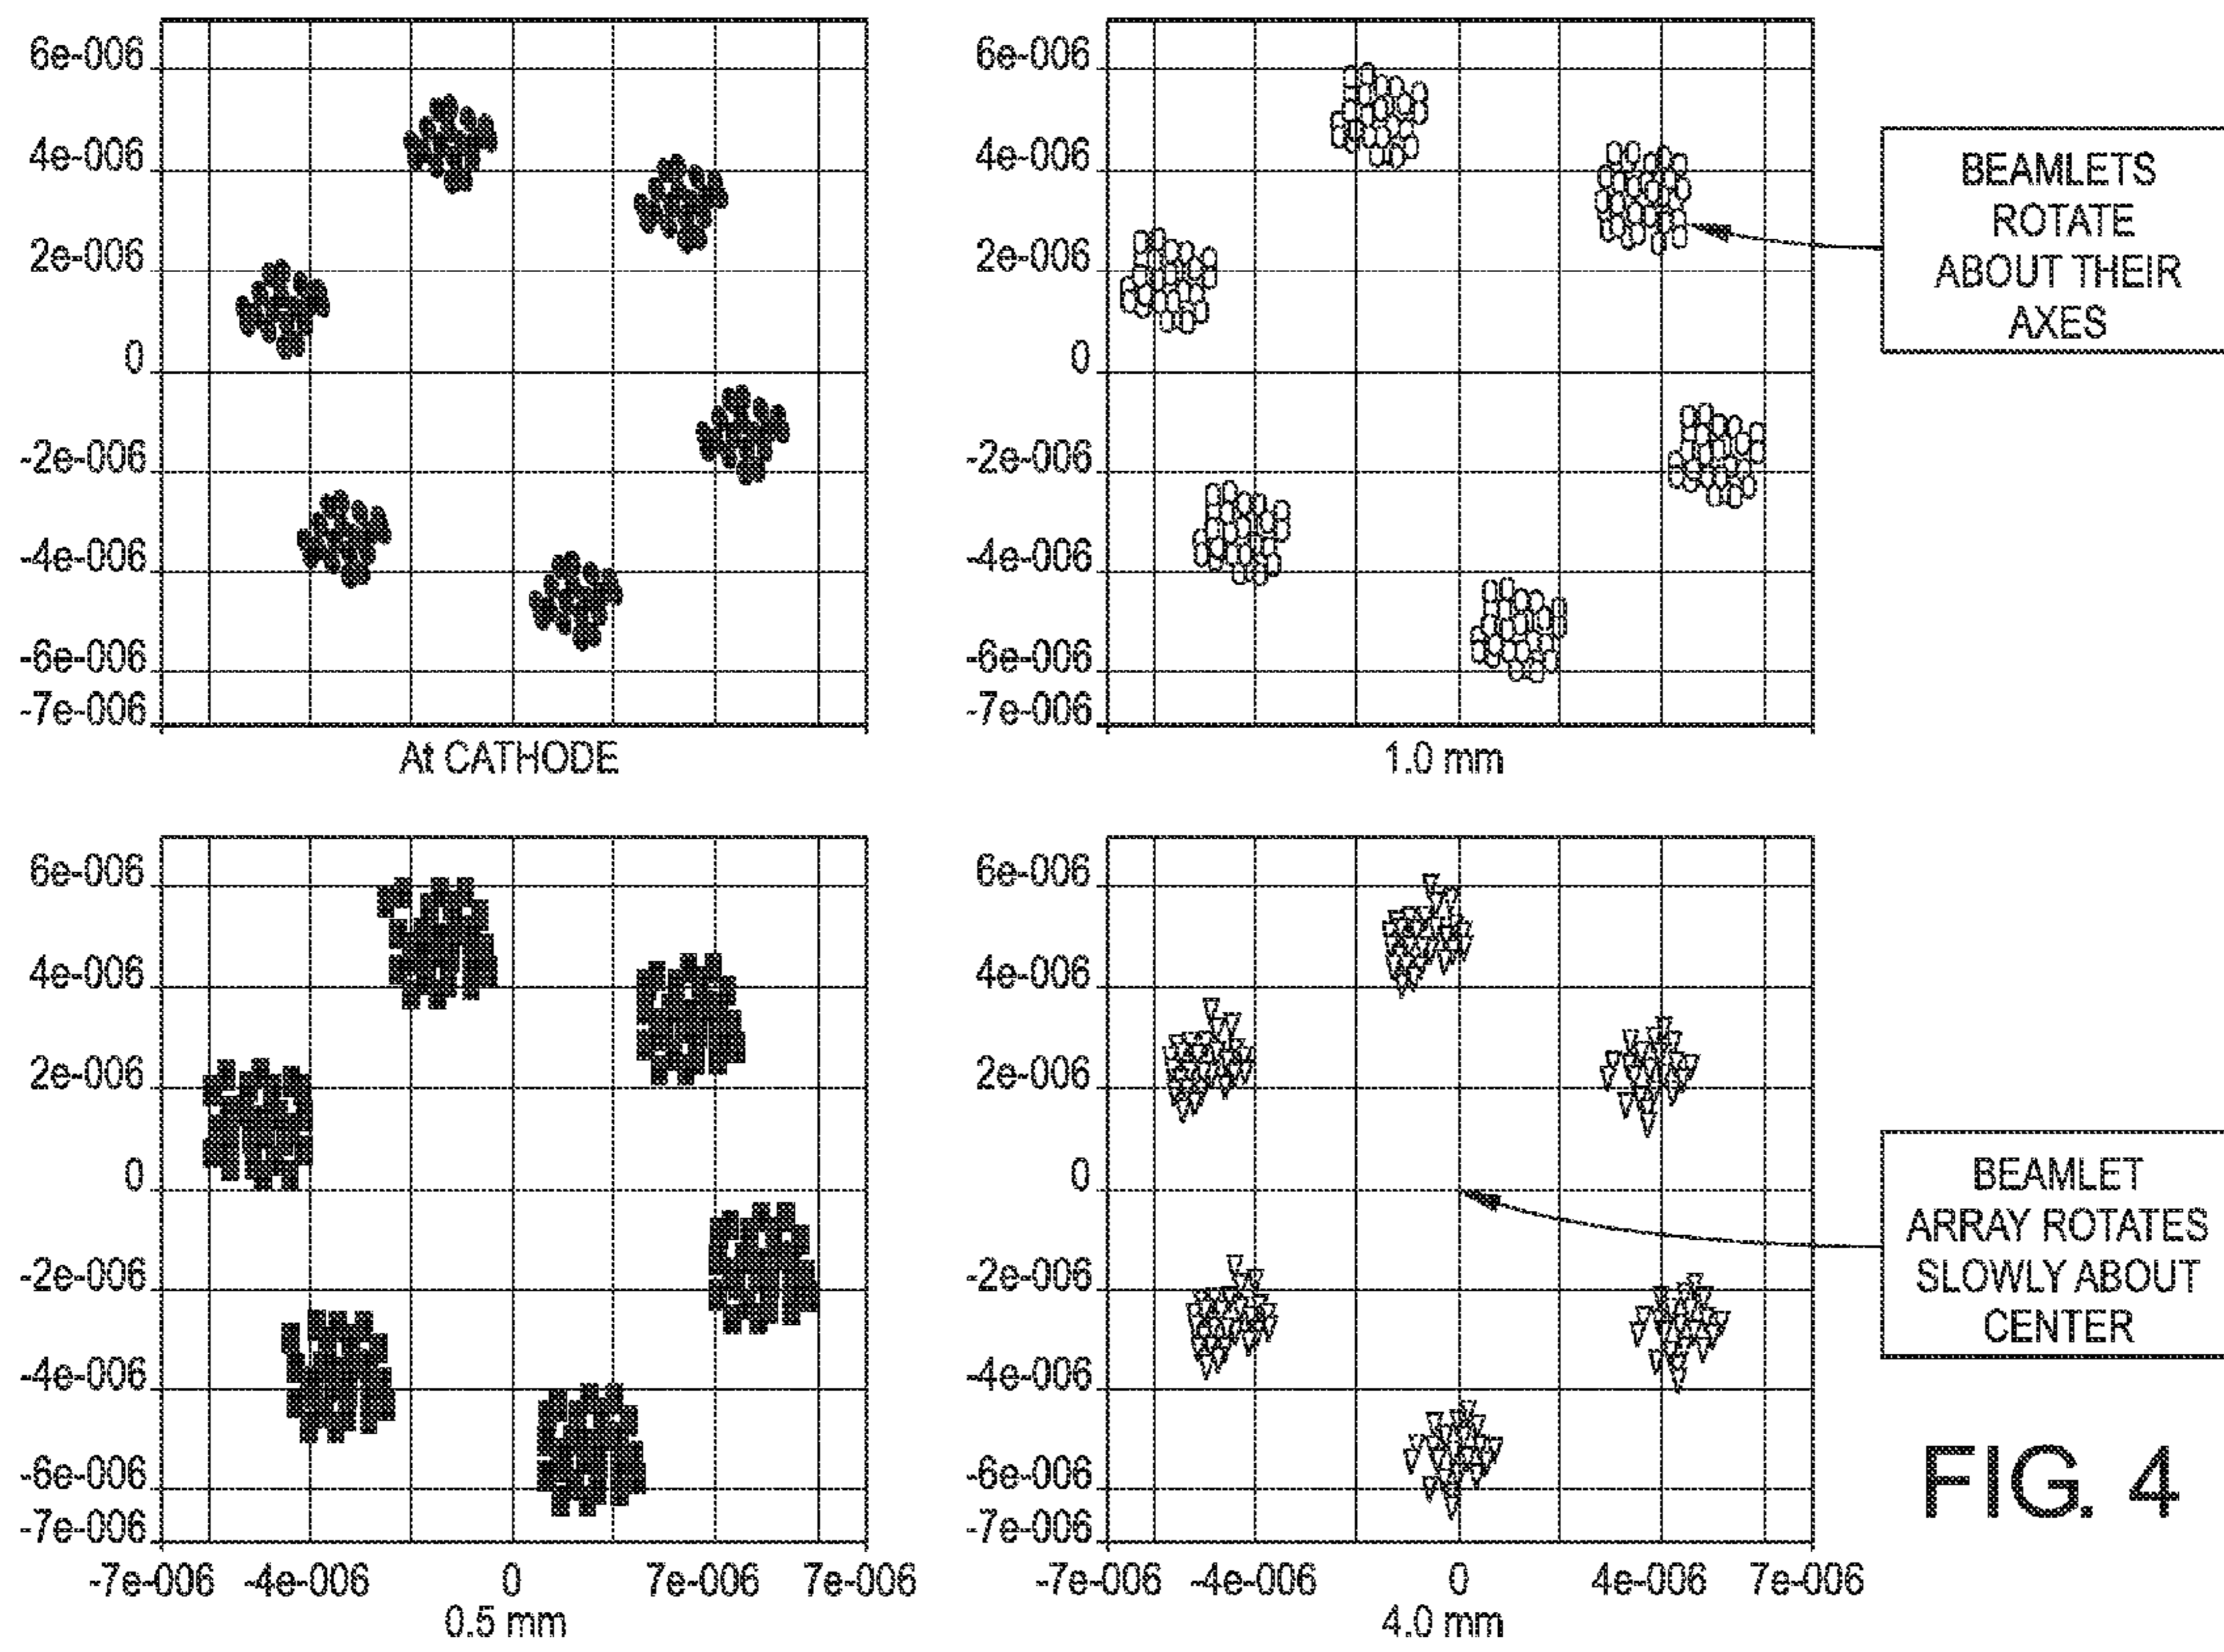 6e-006
4e-006
2e-006
0
-2e-006
-4e-006
-6e-006
-7e-006
At CATHODE
6e-006
4e-006
2e-006
0
-2e-006
-4e-006
-6e-006
-7e-006
1.0 mm
BEAMLETS
ROTATE
ABOUT THEIR
AXES
6e-006
4e-006
2e-006
0
-2e-006
-4e-006
-6e-006
-7e-006
-7e-006 -4e-006 0 7e-006 7e-006
0.5 mm
6e-006
4e-006
2e-006
0
-2e-006
-4e-006
-6e-006
-7e-006
-7e-006 -4e-006 0 4e-006 7e-006
4.0 mm
BEAMLET
ARRAY ROTATES
SLOWLY ABOUT
CENTER
FIG. 4